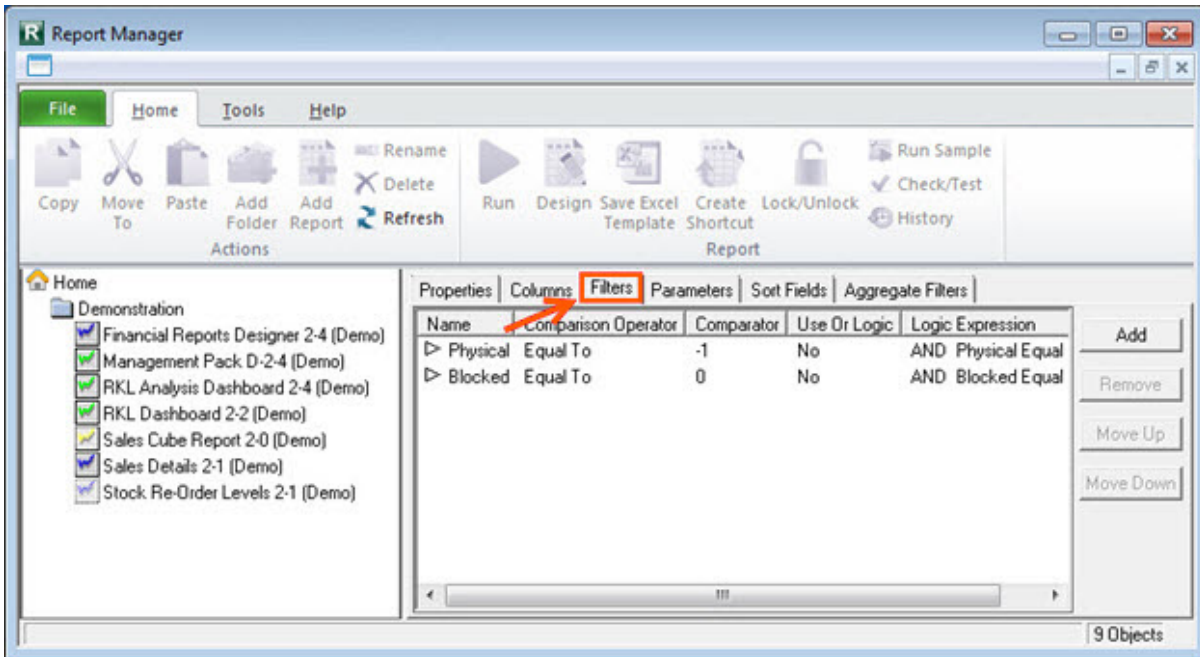 R Report Manager
File Home Tools Help
Copy
Move To
Paste
Add Folder
Add Report
Rename
Delete
Refresh
Actions
Run
Design
Save Excel Template
Create Shortcut
Lock/Unlock
Run Sample
Check/Test
History
Report
Home
Demonstration
Financial Reports Designer 2-4 (Demo)
Management Pack D-2-4 (Demo)
RKL Analysis Dashboard 2-4 (Demo)
RKL Dashboard 2-2 (Demo)
Sales Cube Report 2-0 (Demo)
Sales Details 2-1 (Demo)
Stock Re-Order Levels 2-1 (Demo)
Properties Columns Filters Parameters Sort Fields Aggregate Filters
Name Comparison Operator Comparator Use Or Logic Logic Expression
Physical Equal To -1 No AND Physical Equal
Blocked Equal To 0 No AND Blocked Equal
Add
Remove
Move Up
Move Down
9 Objects